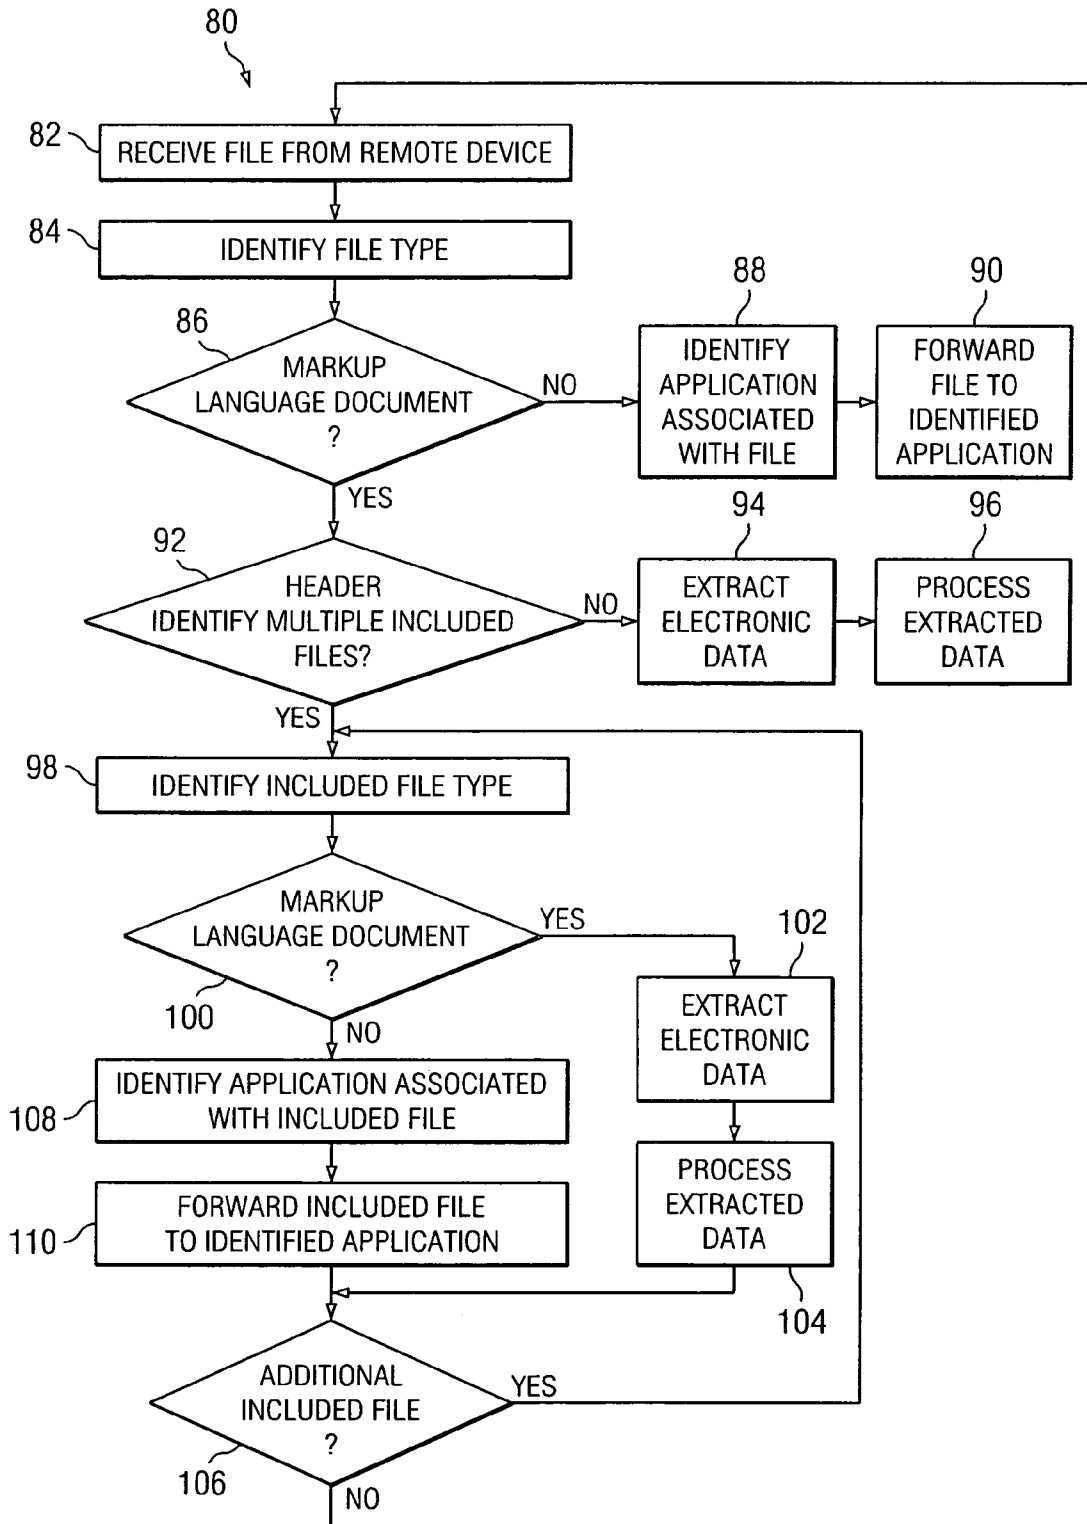 80
82
RECEIVE FILE FROM REMOTE DEVICE
84
IDENTIFY FILE TYPE
86
MARKUP
LANGUAGE DOCUMENT
?
NO
YES
88
IDENTIFY
APPLICATION
ASSOCIATED
WITH FILE
90
FORWARD
FILE TO
IDENTIFIED
APPLICATION
92
HEADER
IDENTIFY MULTIPLE INCLUDED
FILES?
NO
YES
94
EXTRACT
ELECTRONIC
DATA
96
PROCESS
EXTRACTED
DATA
98
IDENTIFY INCLUDED FILE TYPE
MARKUP
LANGUAGE DOCUMENT
?
100
YES
NO
102
EXTRACT
ELECTRONIC
DATA
PROCESS
EXTRACTED
DATA
104
108
IDENTIFY APPLICATION ASSOCIATED
WITH INCLUDED FILE
110
FORWARD INCLUDED FILE
TO IDENTIFIED APPLICATION
ADDITIONAL
INCLUDED FILE
?
106
YES
NO